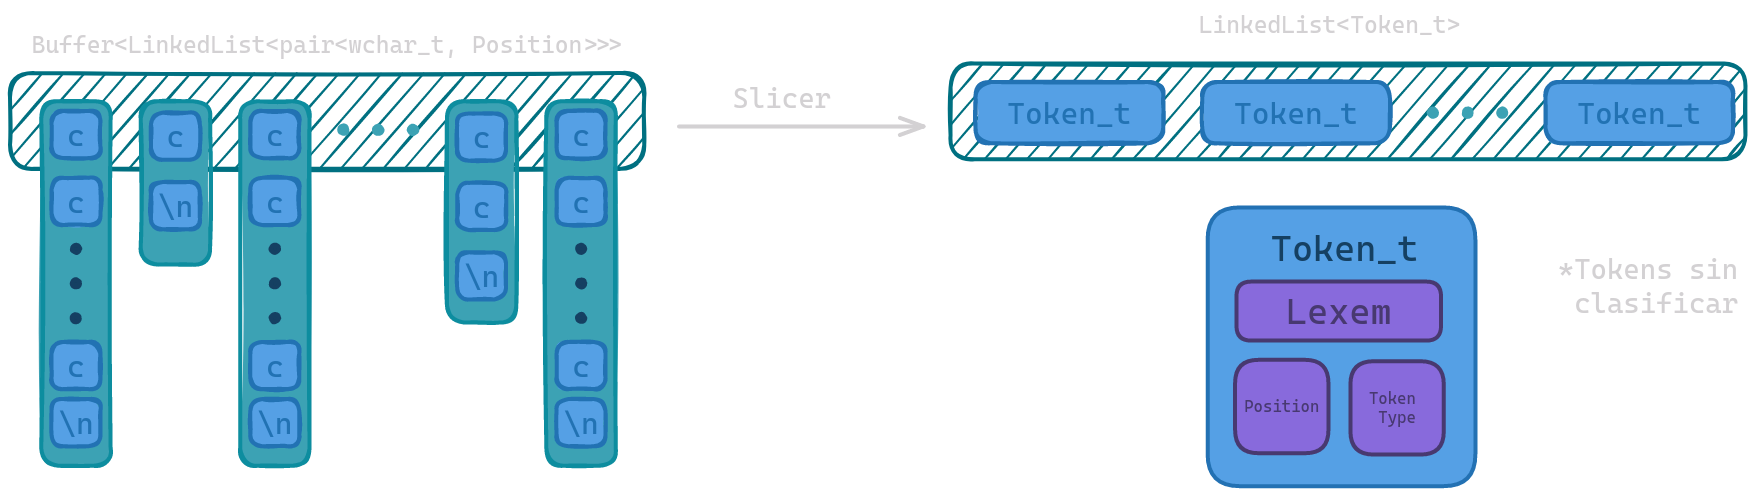 Buffer<LinkedList<pair<wchar_t, Position>>>
c
c
c
\n
c
\n
c
c
c
\n
c
c
\n
c
c
c
\n
Slicer
LinkedList<Token_t>
Token_t
Token_t
Token_t
Token_t
Lexem
Position
Token
Type
*Tokens sin
clasificar